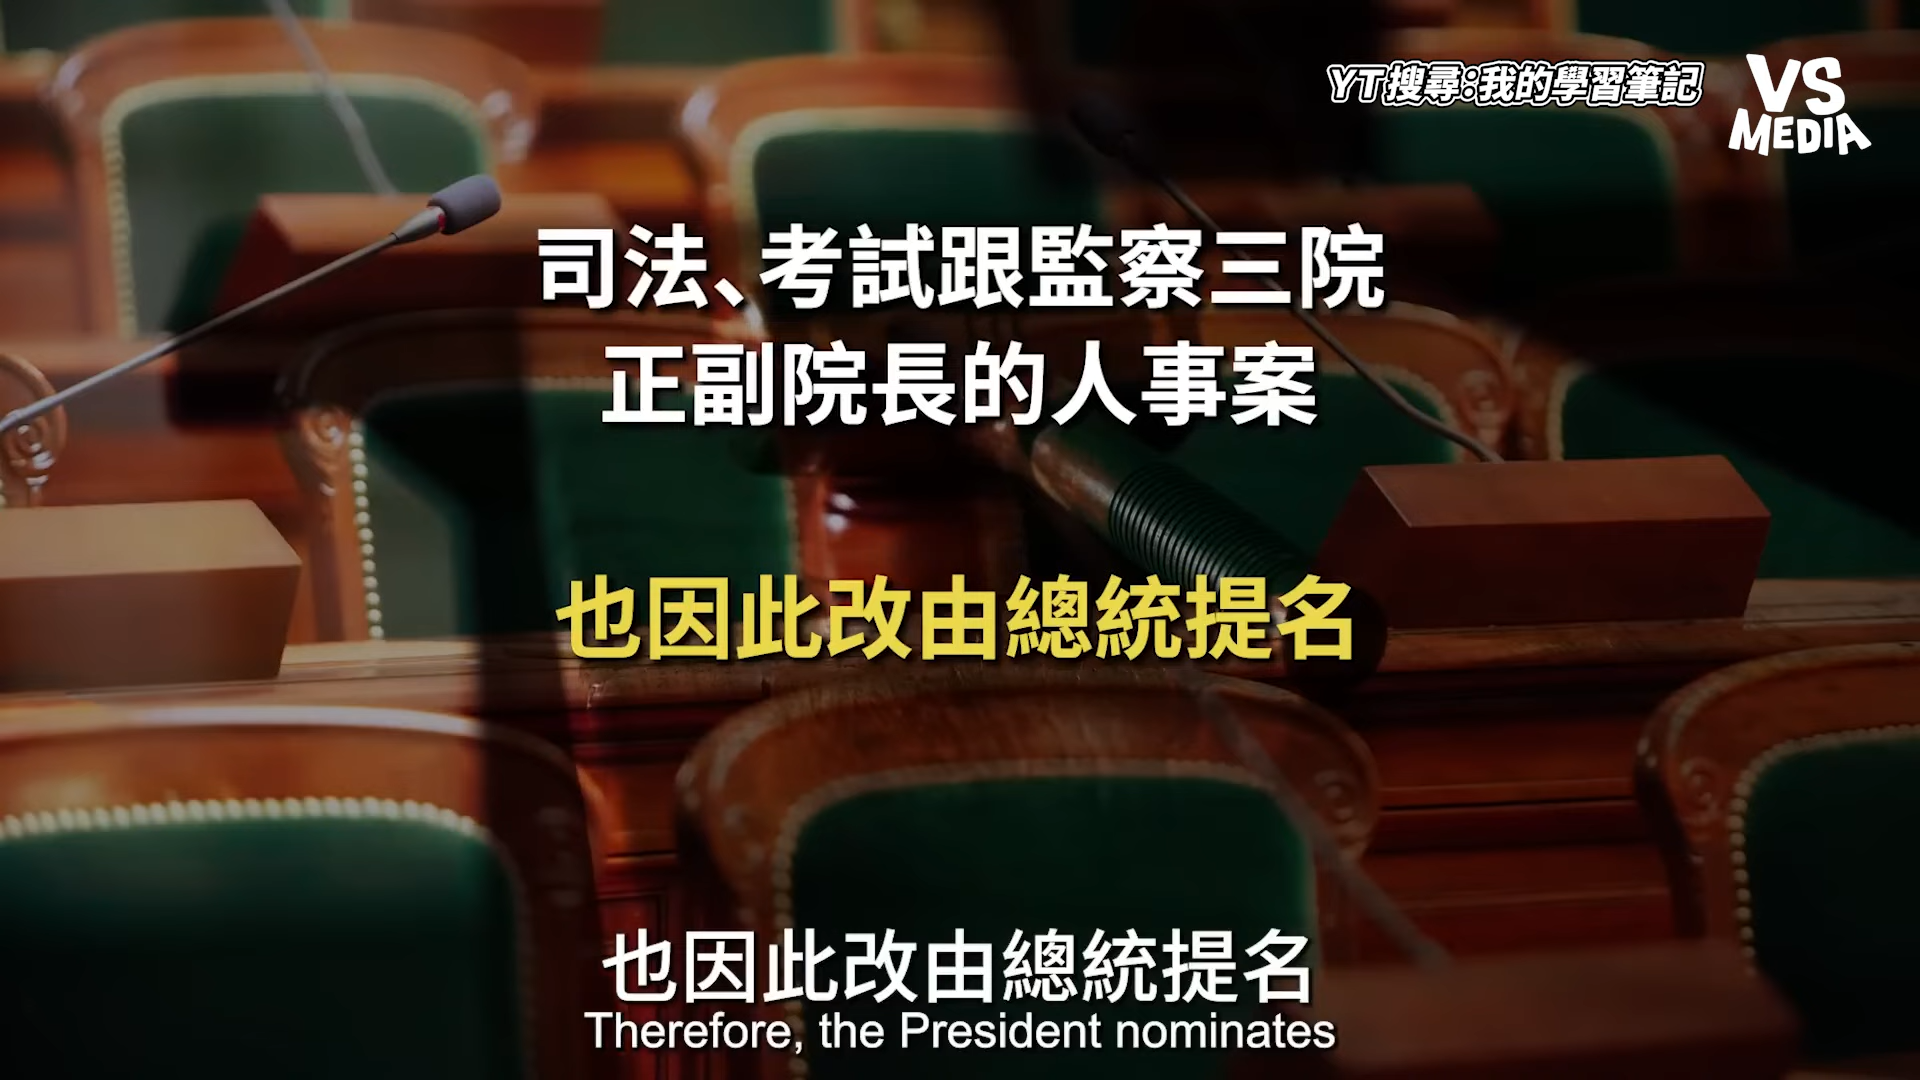 YT搜尋:我的學習筆記
VS
MEDIA
司法、考試跟監察三院
正副院長的人事案
也因此改由總統提名
也因此改由總統提名
Therefore, the President nominates